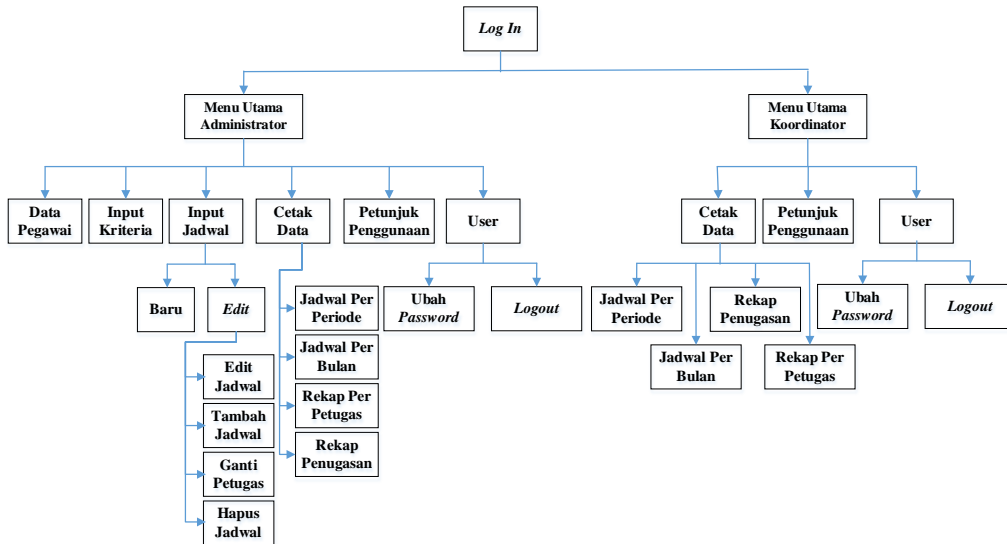 Log In
Menu Utama
Administrator
Menu Utama
Koordinator
Data
Pegawai
Input
Kriteria
Input
Jadwal
Cetak
Data
Petunjuk
Penggunaan
User
Cetak
Data
Petunjuk
Penggunaan
User
Baru
Edit
Jadwal Per
Periode
Ubah
Password
Logout
Jadwal Per
Periode
Rekap
Penugasan
Ubah
Password
Logout
Jadwal Per
Bulan
Jadwal Per
Bulan
Rekap Per
Petugas
Edit
Jadwal
Rekap Per
Petugas
Tambah
Jadwal
Rekap
Penugasan
Ganti
Petugas
Hapus
Jadwal